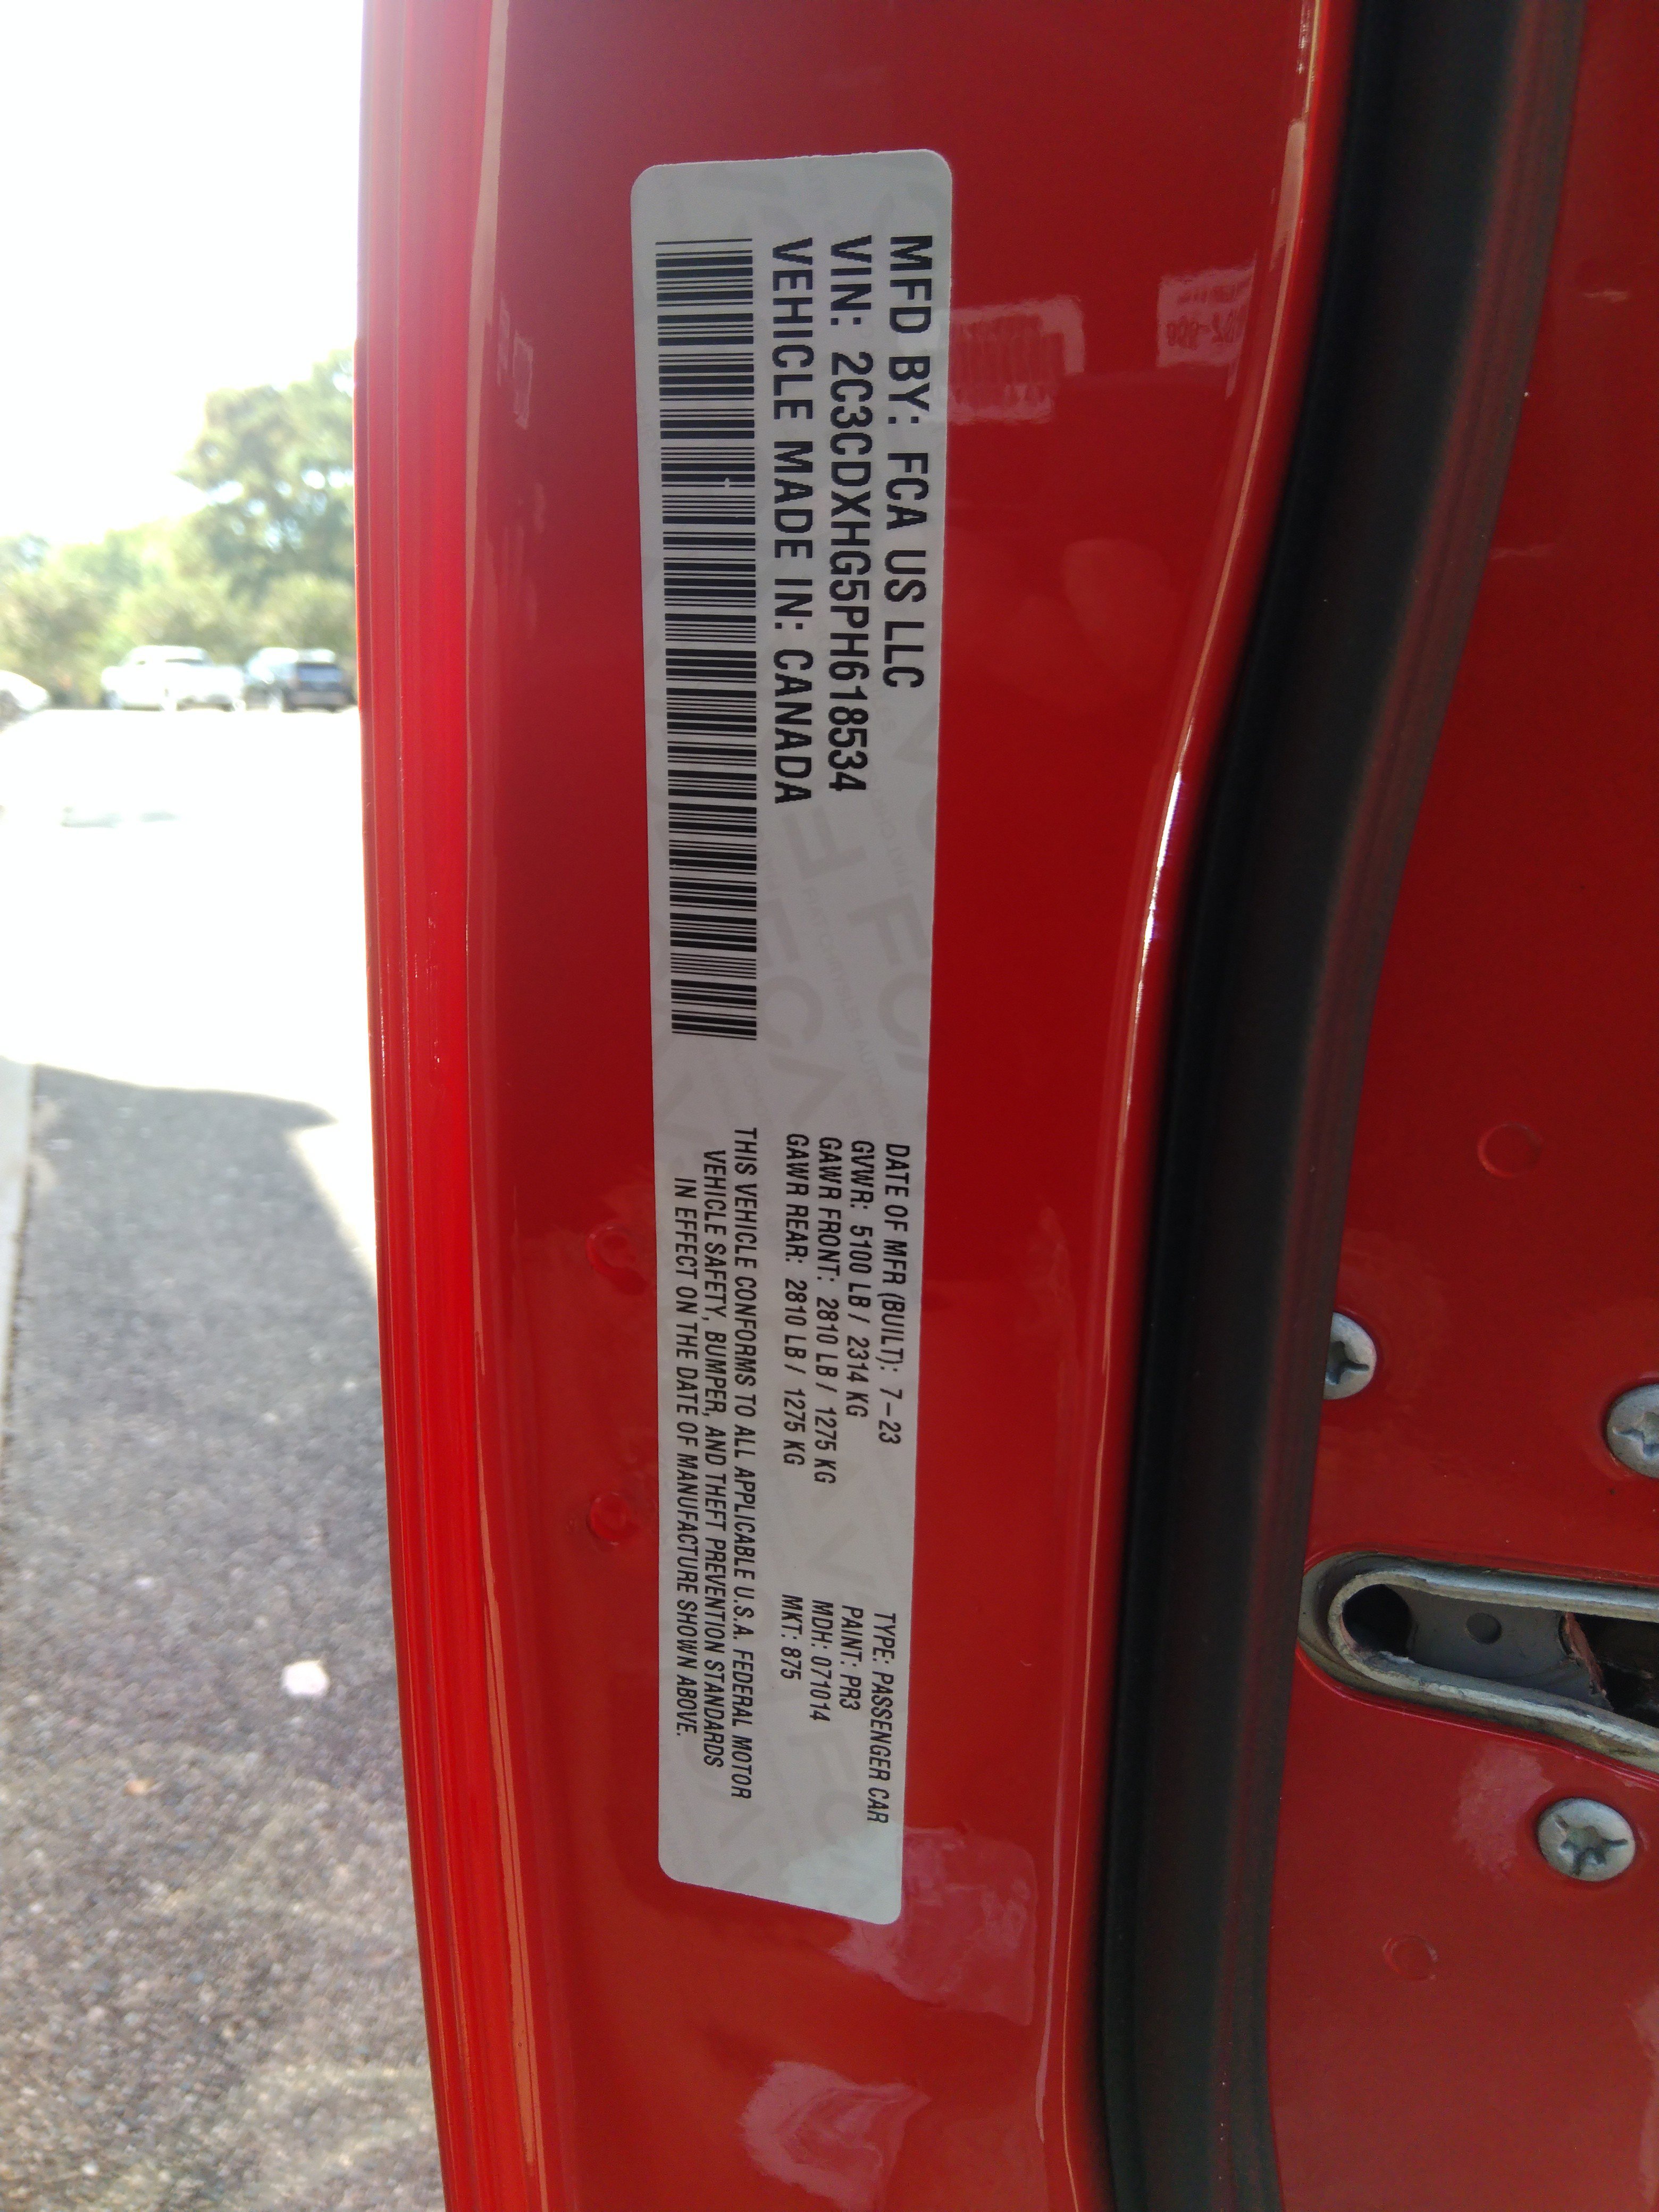 MFD BY: FCA US LLC
VIN: 2C3CDXHG5PH618534
VEHICLE MADE IN: CANADA
DATE OF MFR (BUILT): 7-23
GVWR: 5100 LB / 2314 KG
GAWR FRONT: 2810 LB / 1275 KG
GAWR REAR: 2810 LB / 1275 KG
TYPE: PASSENGER CAR
PAINT: PR3
MDH: 071014
MKT: 875
THIS VEHICLE CONFORMS TO ALL APPLICABLE U.S.A. FEDERAL MOTOR
VEHICLE SAFETY, BUMPER, AND THEFT PREVENTION STANDARDS
IN EFFECT ON THE DATE OF MANUFACTURE SHOWN ABOVE.